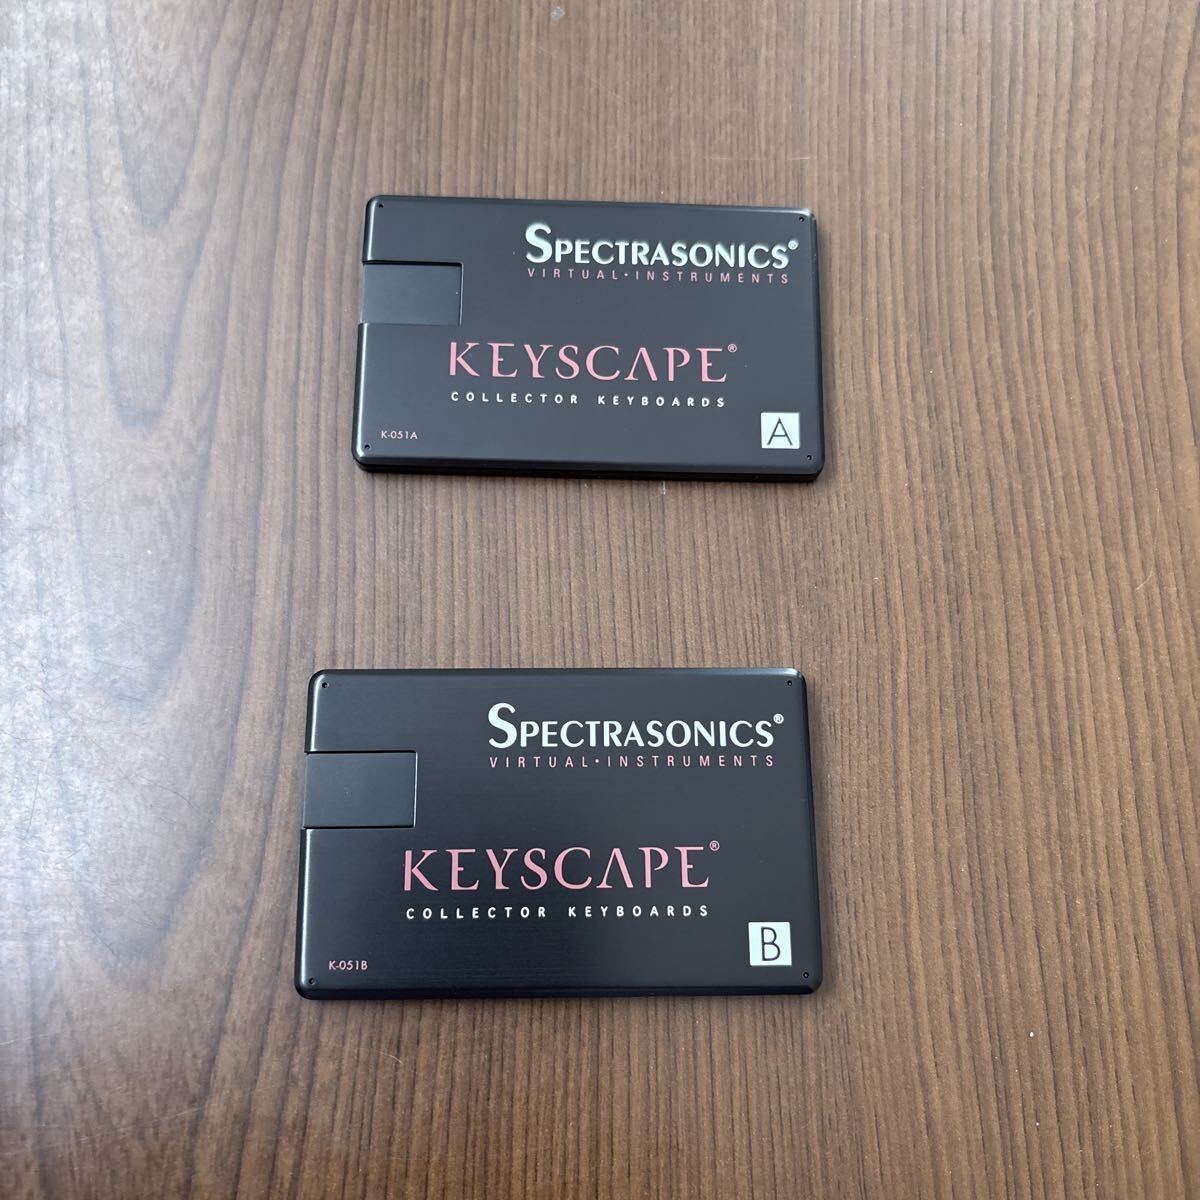 SPECTRASONICS®
VIRTUAL•INSTRUMENTS
KEYSCAPE®
COLLECTOR KEYBOARDS
K-051A
A
SPECTRASONICS®
VIRTUAL•INSTRUMENTS
KEYSCAPE®
COLLECTOR KEYBOARDS
B
K-051B